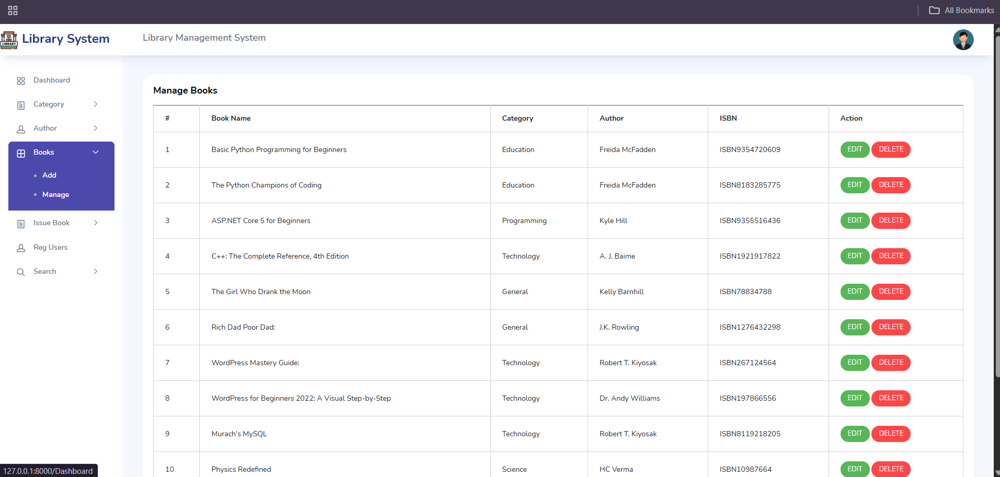 All Bookmarks
LIBRARY
Library System
Library Management System
Dashboard
Category
Author
Books
Add
Manage
Issue Book
Reg Users
Search
Manage Books
# Book Name Category Author ISBN Action
1 Basic Python Programming for Beginners Education Freida McFadden ISBN9354720609 EDIT DELETE
2 The Python Champions of Coding Education Freida McFadden ISBN8183285775 EDIT DELETE
3 ASP.NET Core 5 for Beginners Programming Kyle Hill ISBN9355516436 EDIT DELETE
4 C++: The Complete Reference, 4th Edition Technology A. J. Baime ISBN1921917822 EDIT DELETE
5 The Girl Who Drank the Moon General Kelly Barnhill ISBN78834788 EDIT DELETE
6 Rich Dad Poor Dad: General J.K. Rowling ISBN1276432298 EDIT DELETE
7 WordPress Mastery Guide: Technology Robert T. Kiyosak ISBN267124564 EDIT DELETE
8 WordPress for Beginners 2022: A Visual Step-by-Step Technology Dr. Andy Williams ISBN197866556 EDIT DELETE
9 Murach's MySQL Technology Robert T. Kiyosak ISBN8119218205 EDIT DELETE
10 Physics Redefined Science HC Verma ISBN10987664 EDIT DELETE
127.0.0.1:8000/Dashboard